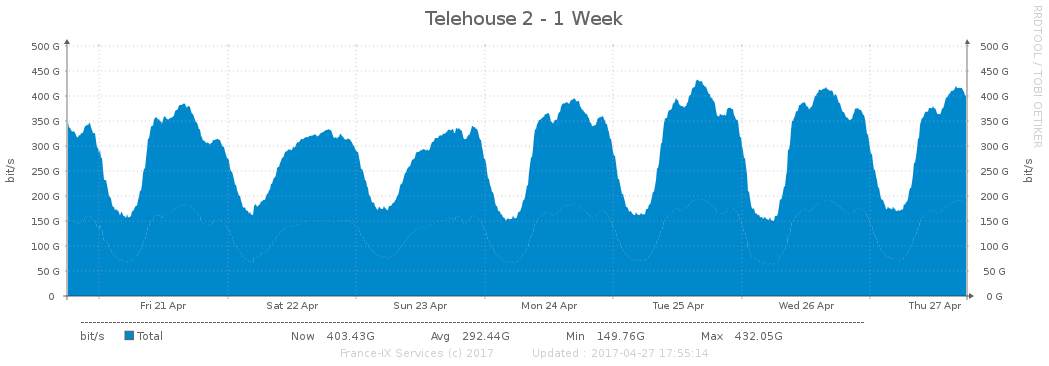 Telehouse 2 - 1 Week
RRDTOOL / TOBI OETIKER
500 G 500 G
450 G 450 G
400 G 400 G
350 G 350 G
300 G 300 G
250 G 250 G
200 G 200 G
150 G 150 G
100 G 100 G
50 G 50 G
0 0 G
bit/s bit/s
Fri 21 Apr Sat 22 Apr Sun 23 Apr Mon 24 Apr Tue 25 Apr Wed 26 Apr Thu 27 Apr
bit/s Total Now 403.43G Avg 292.44G Min 149.76G Max 432.05G
France-IX Services (c) 2017 Updated : 2017-04-27 17:55:14